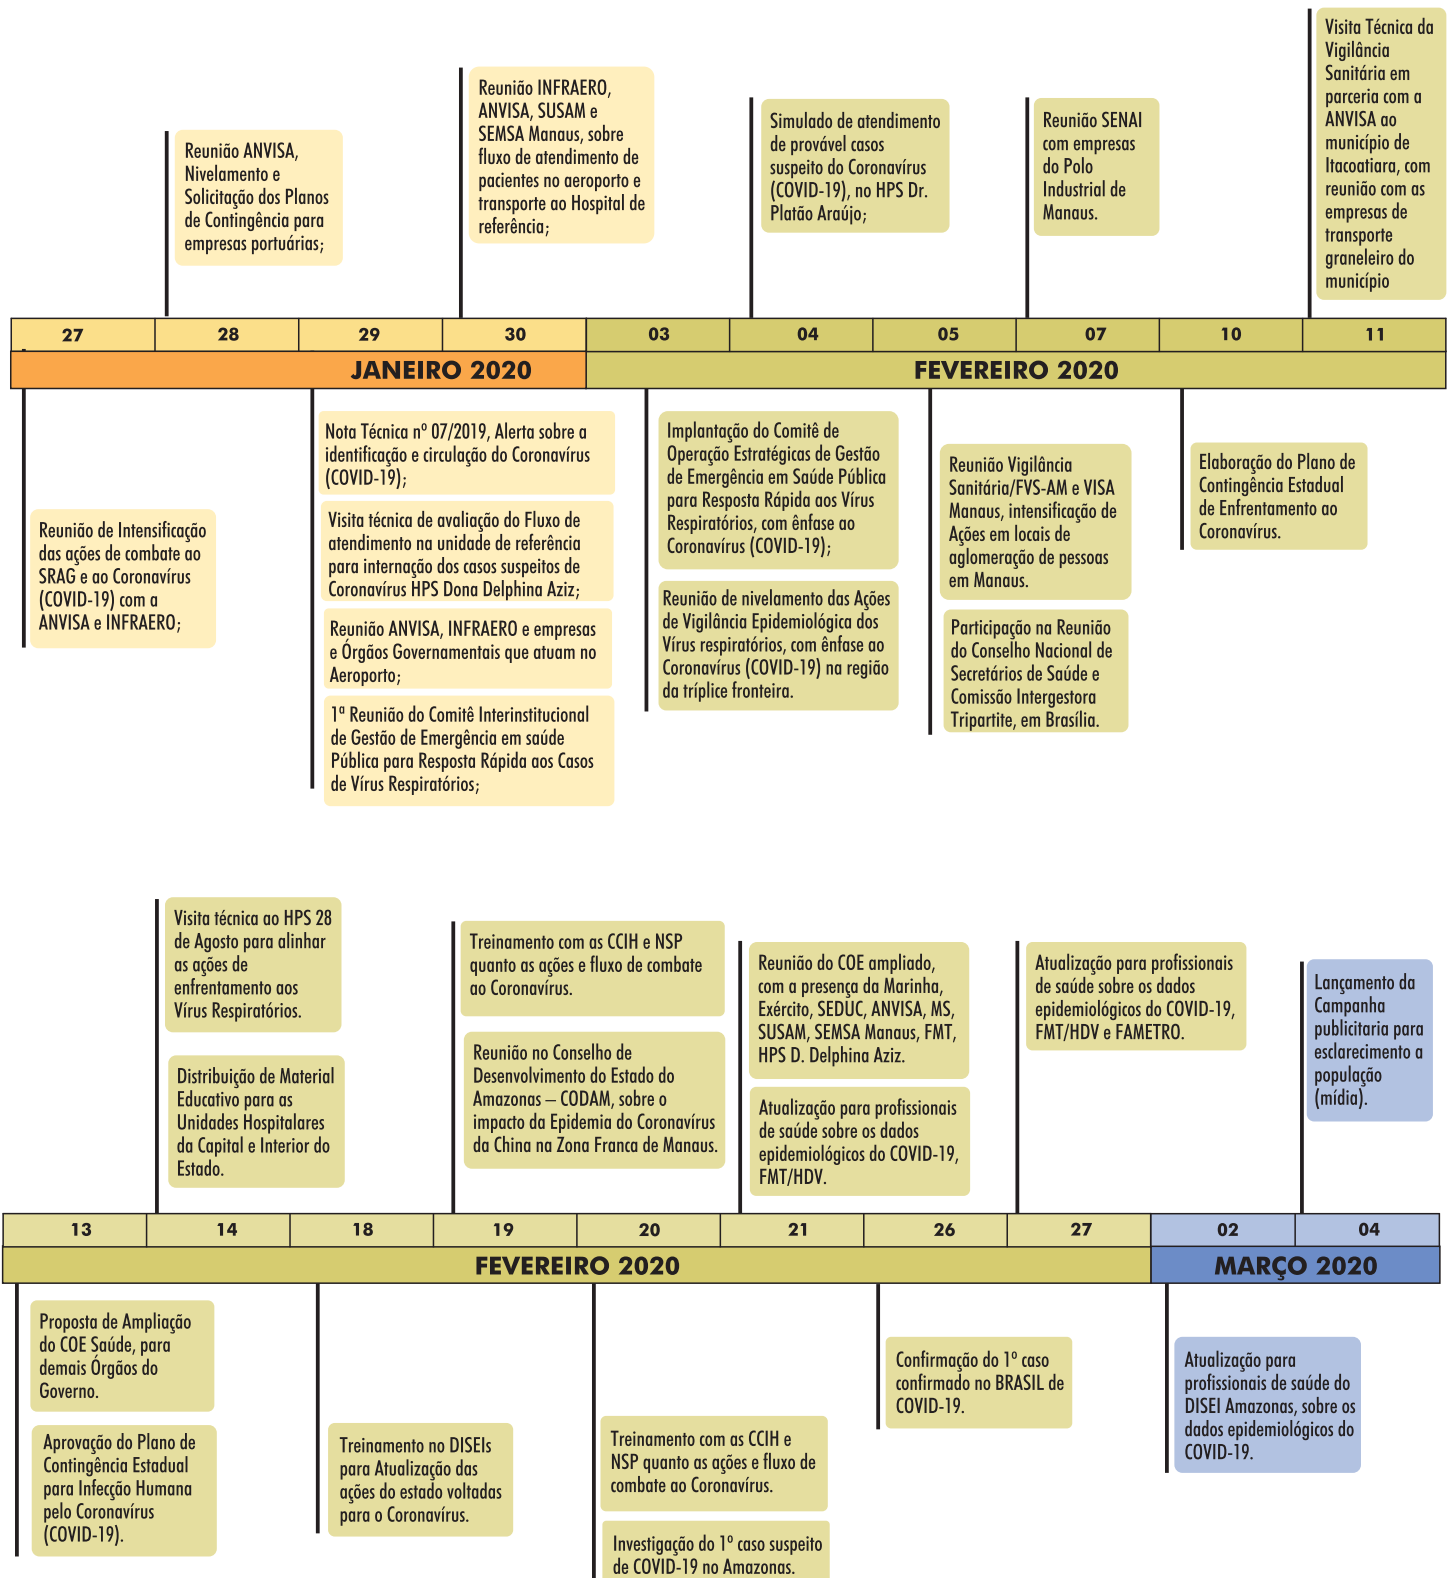 Reunião ANVISA,
Nivelamento e
Solicitação dos Planos
de Contingência para
empresas portuárias;
Reunião INFRAERO,
ANVISA, SUSAM e
SEMSA Manaus, sobre
fluxo de atendimento de
pacientes no aeroporto e
transporte ao Hospital de
referência;
Simulado de atendimento
de provável casos
suspeito do Coronavírus
(COVID-19), no HPS Dr.
Platão Araújo;
Reunião SENAI
com empresas
do Polo
Industrial de
Manaus.
Visita Técnica da
Vigilância
Sanitária em
parceria com a
ANVISA ao
município de
Itacoatiara, com
reunião com as
empresas de
transporte
graneleiro do
município
27 28 29 30 03 04 05 07 10 11
JANEIRO 2020 FEVEREIRO 2020
Reunião de Intensificação
das ações de combate ao
SRAG e ao Coronavírus
(COVID-19) com a
ANVISA e INFRAERO;
Nota Técnica nº 07/2019, Alerta sobre a
identificação e circulação do Coronavírus
(COVID-19);
Visita técnica de avaliação do Fluxo de
atendimento na unidade de referência
para internação dos casos suspeitos de
Coronavírus HPS Dona Delphina Aziz;
Reunião ANVISA, INFRAERO e empresas
e Órgãos Governamentais que atuam no
Aeroporto;
1ª Reunião do Comitê Interinstitucional
de Gestão de Emergência em saúde
Pública para Resposta Rápida aos Casos
de Vírus Respiratórios;
Implantação do Comitê de
Operação Estratégicas de Gestão
de Emergência em Saúde Pública
para Resposta Rápida aos Vírus
Respiratórios, com ênfase ao
Coronavírus (COVID-19);
Reunião de nivelamento das Ações
de Vigilância Epidemiológica dos
Vírus respiratórios, com ênfase ao
Coronavírus (COVID-19) na região
da tríplice fronteira.
Reunião Vigilância
Sanitária/FVS-AM e VISA
Manaus, intensificação de
Ações em locais de
aglomeração de pessoas
em Manaus.
Participação na Reunião
do Conselho Nacional de
Secretários de Saúde e
Comissão Intergestora
Tripartite, em Brasília.
Elaboração do Plano de
Contingência Estadual
de Enfrentamento ao
Coronavírus.
Visita técnica ao HPS 28
de Agosto para alinhar
as ações de
enfrentamento aos
Vírus Respiratórios.
Distribuição de Material
Educativo para as
Unidades Hospitalares
da Capital e Interior do
Estado.
Treinamento com as CCIH e NSP
quanto as ações e fluxo de combate
ao Coronavírus.
Reunião no Conselho de
Desenvolvimento do Estado do
Amazonas – CODAM, sobre o
impacto da Epidemia do Coronavírus
da China na Zona Franca de Manaus.
Reunião do COE ampliado,
com a presença da Marinha,
Exército, SEDUC, ANVISA, MS,
SUSAM, SEMSA Manaus, FMT,
HPS D. Delphina Aziz.
Atualização para profissionais
de saúde sobre os dados
epidemiológicos do COVID-19,
FMT/HDV.
Atualização para profissionais
de saúde sobre os dados
epidemiológicos do COVID-19,
FMT/HDV e FAMETRO.
Lançamento da
Campanha
publicitaria para
esclarecimento a
população
(mídia).
13 14 18 19 20 21 26 27 02 04
FEVEREIRO 2020 MARÇO 2020
Proposta de Ampliação
do COE Saúde, para
demais Órgãos do
Governo.
Aprovação do Plano de
Contingência Estadual
para Infecção Humana
pelo Coronavírus
(COVID-19).
Treinamento no DISEIs
para Atualização das
ações do estado voltadas
para o Coronavírus.
Treinamento com as CCIH e
NSP quanto as ações e fluxo de
combate ao Coronavírus.
Investigação do 1º caso suspeito
de COVID-19 no Amazonas.
Confirmação do 1º caso
confirmado no BRASIL de
COVID-19.
Atualização para
profissionais de saúde do
DISEI Amazonas, sobre os
dados epidemiológicos do
COVID-19.